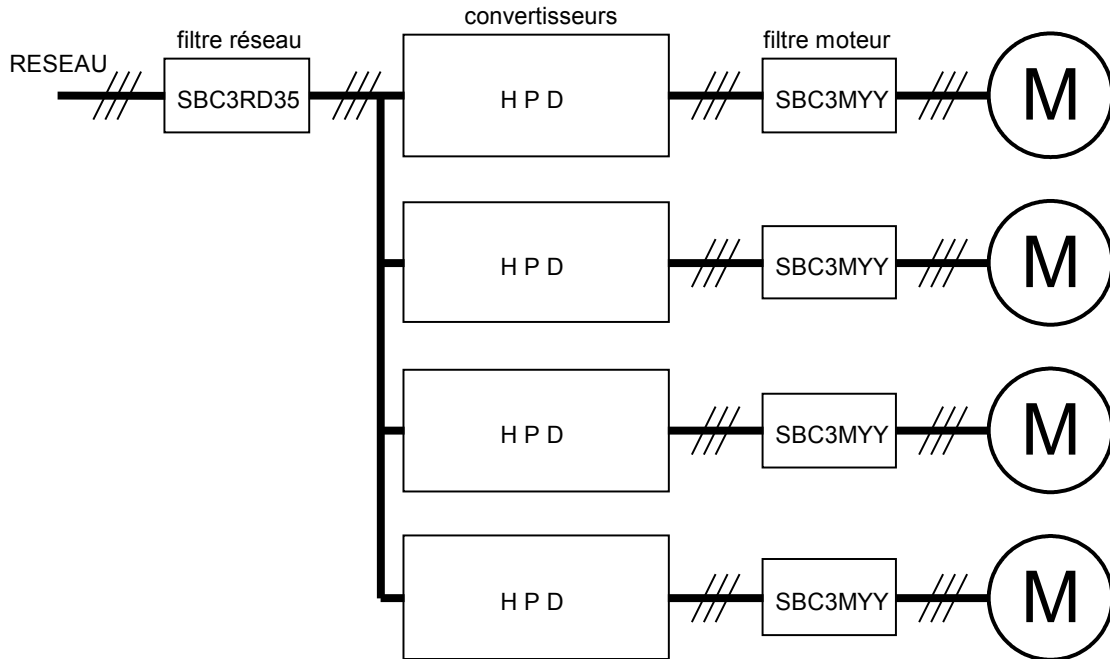 convertisseurs
filtre réseau
filtre moteur
RESEAU
SBC3RD35
H P D
SBC3MYY
M
H P D
SBC3MYY
M
H P D
SBC3MYY
M
H P D
SBC3MYY
M